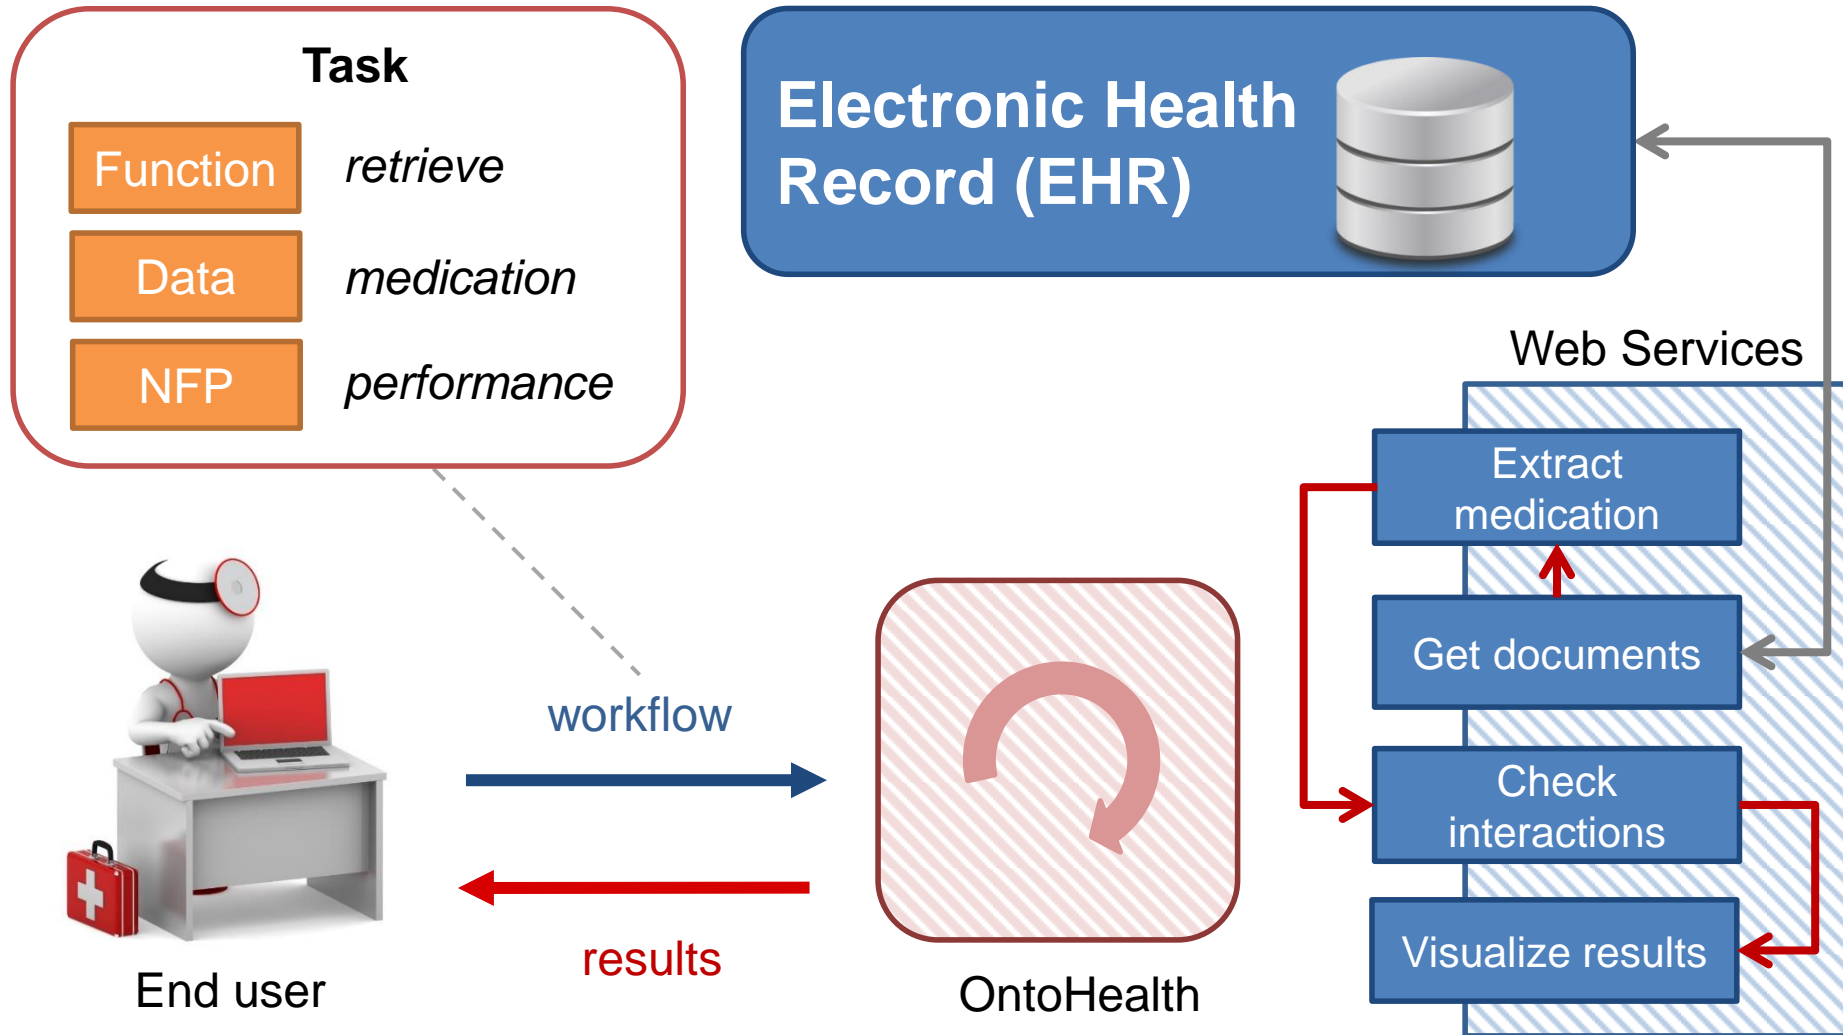 Task
Function retrieve
Data medication
NFP performance
Electronic Health
Record (EHR)
Web Services
Extract
medication
Get documents
Check
interactions
Visualize results
workflow
results
End user
OntoHealth